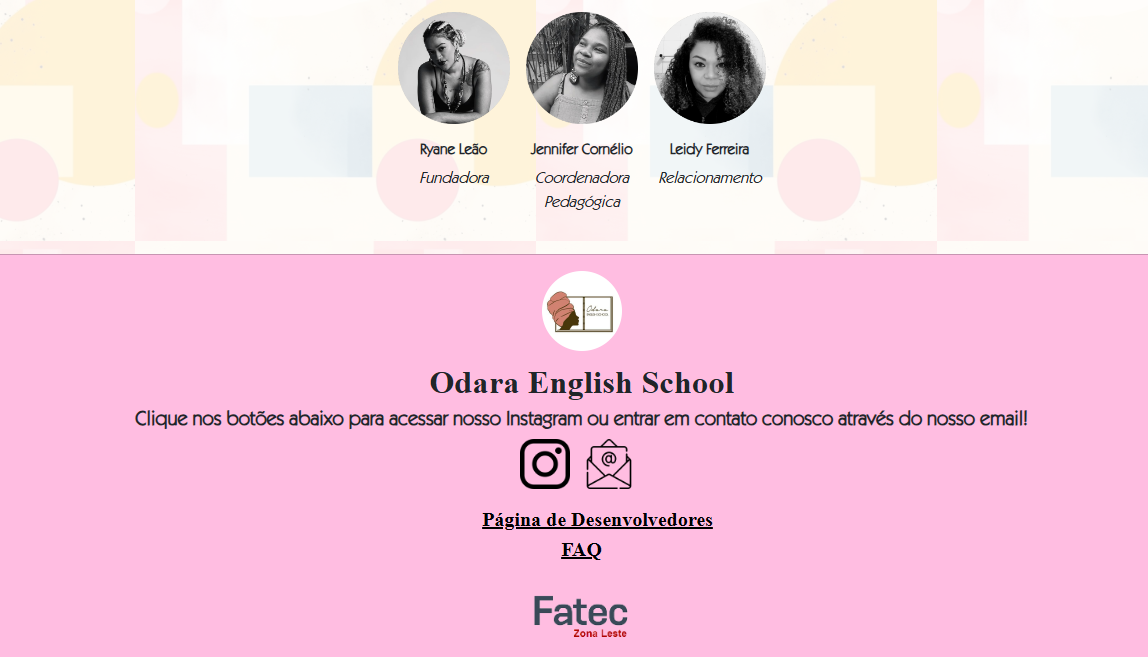 Ryane Leão Jennifer Cornélio Leidy Ferreira
Fundadora Coordenadora Relacionamento
Pedagógica
Odara
Odara English School
Clique nos botões abaixo para acessar nosso Instagram ou entrar em contato conosco através do nosso email!
@
Página de Desenvolvedores
FAQ
Fatec
Zona Leste